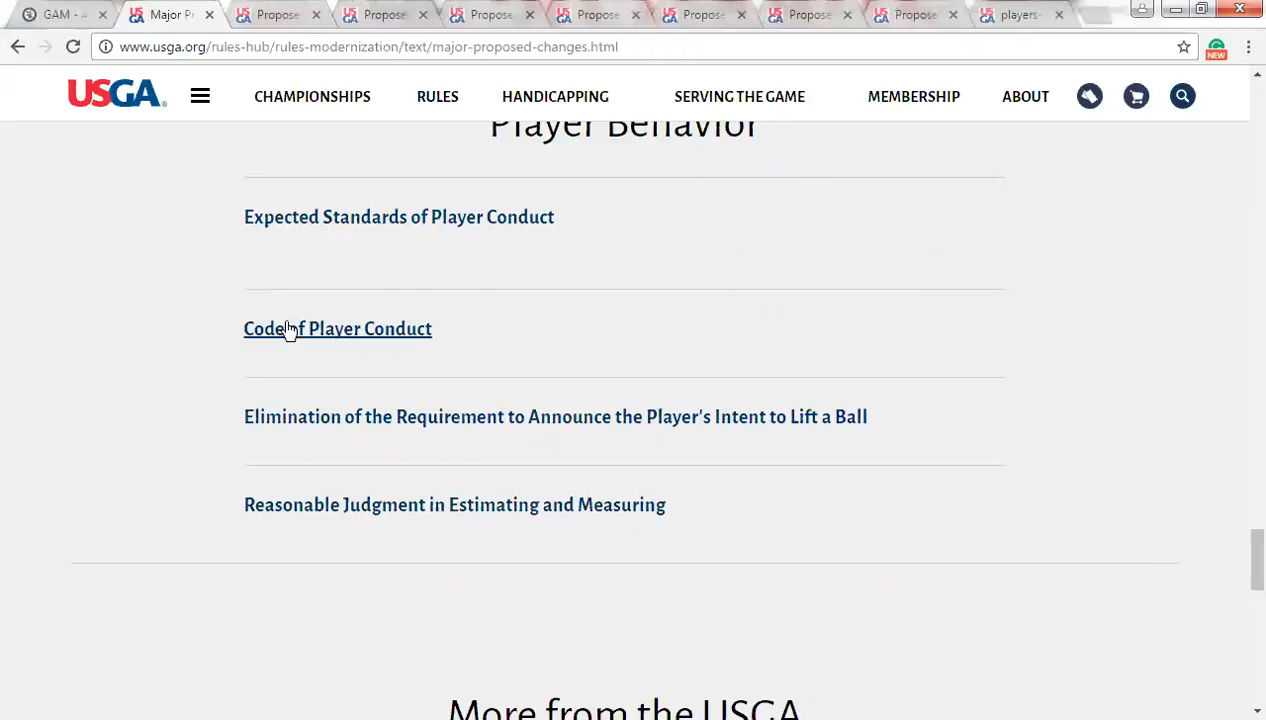 GAM - A
Major P
Propose
Propose
Propose
Propose
Propose
Propose
Propose
players-
www.usga.org/rules-hub/rules-modernization/text/major-proposed-changes.html
NEW
USGA
CHAMPIONSHIPS
RULES
HANDICAPPING
SERVING THE GAME
MEMBERSHIP
ABOUT
Player Behavior
Expected Standards of Player Conduct
Code of Player Conduct
Elimination of the Requirement to Announce the Player's Intent to Lift a Ball
Reasonable Judgment in Estimating and Measuring
More from the USGA